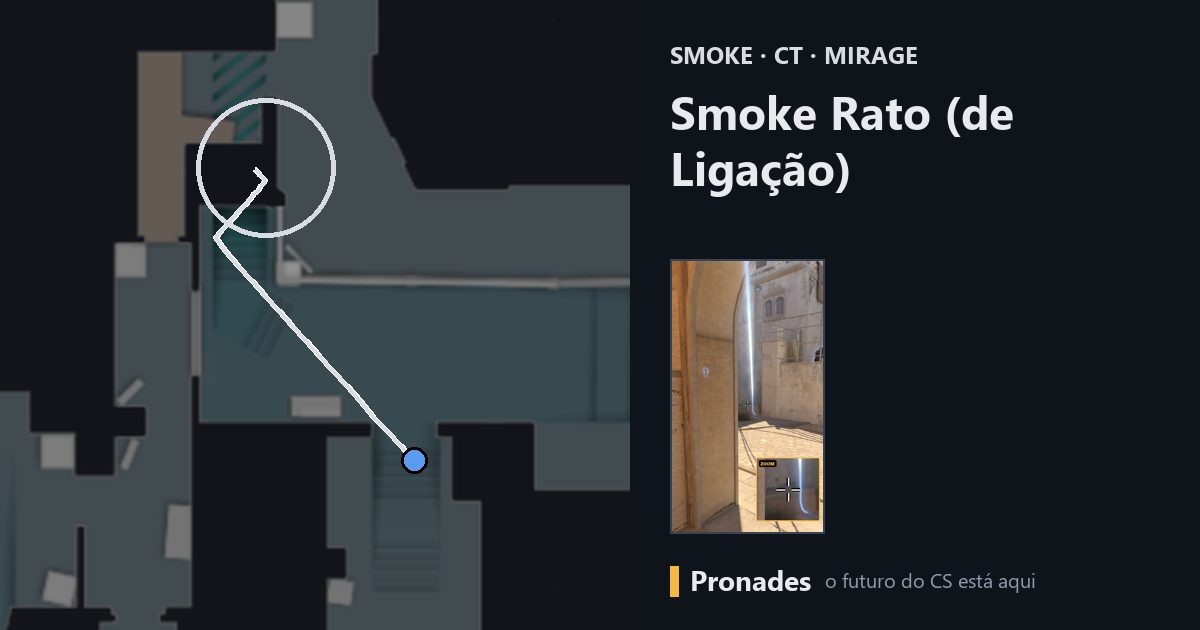 SMOKE · CT · MIRAGE
Smoke Rato (de
Ligação)
ZOOM
Pronades o futuro do CS está aqui